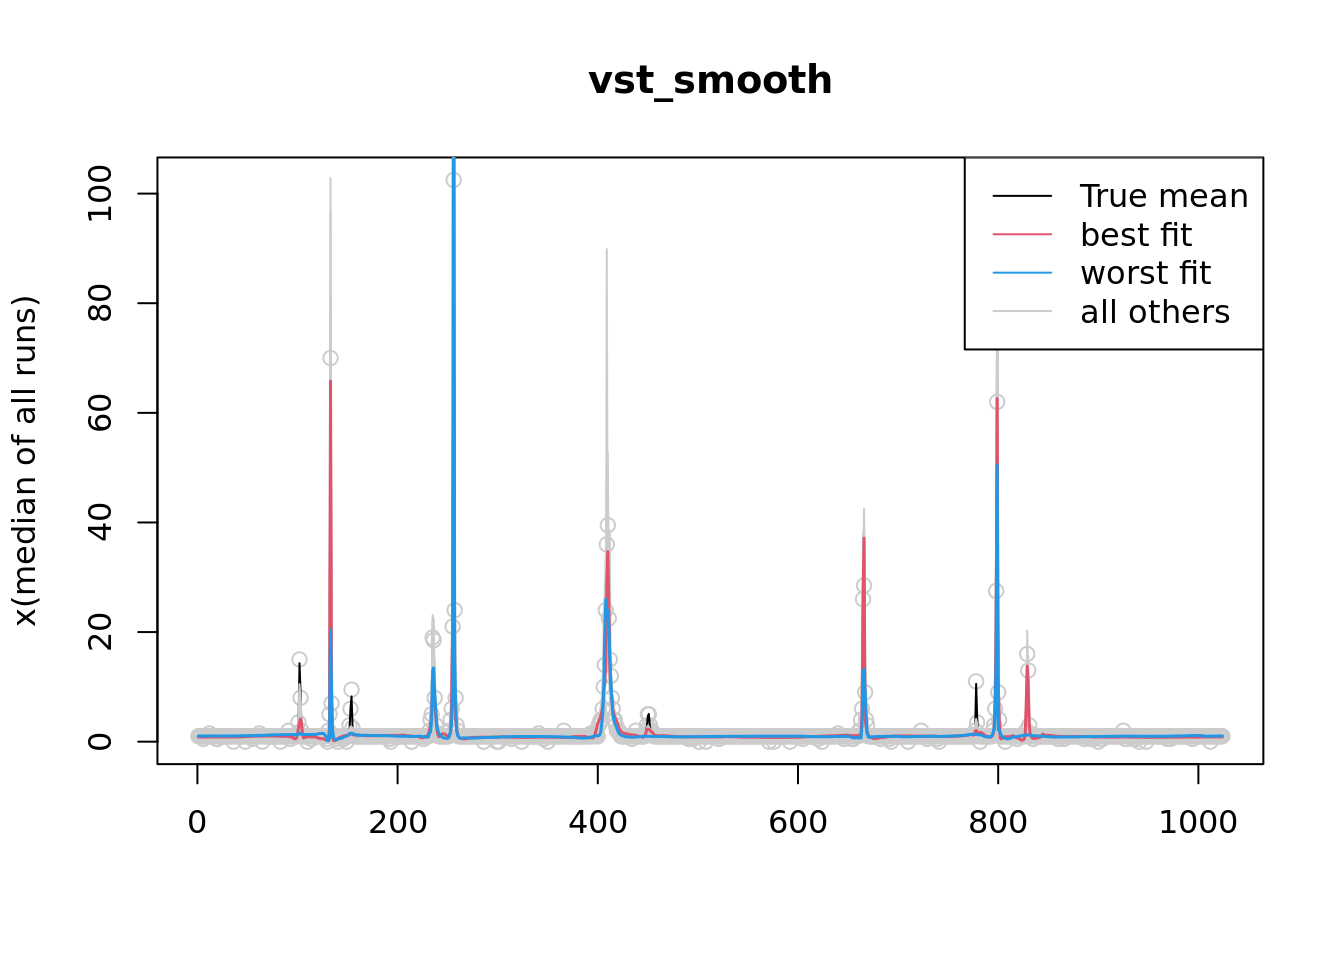 vst_smooth
x(median of all runs)
100
80
60
40
20
0
True mean
best fit
worst fit
all others
0 200 400 600 800 1000